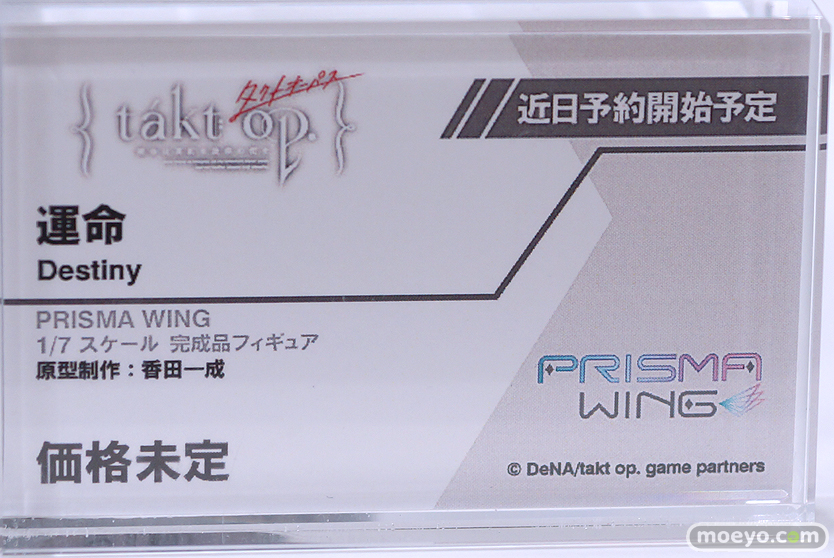 タクトオーパス
takt op.
近日予約開始予定
運命
Destiny
PRISMA WING
1/7 スケール 完成品フィギュア
原型制作：香田一成
価格未定
PRISMA
WING
© DeNA/takt op. game partners
moeyo.com